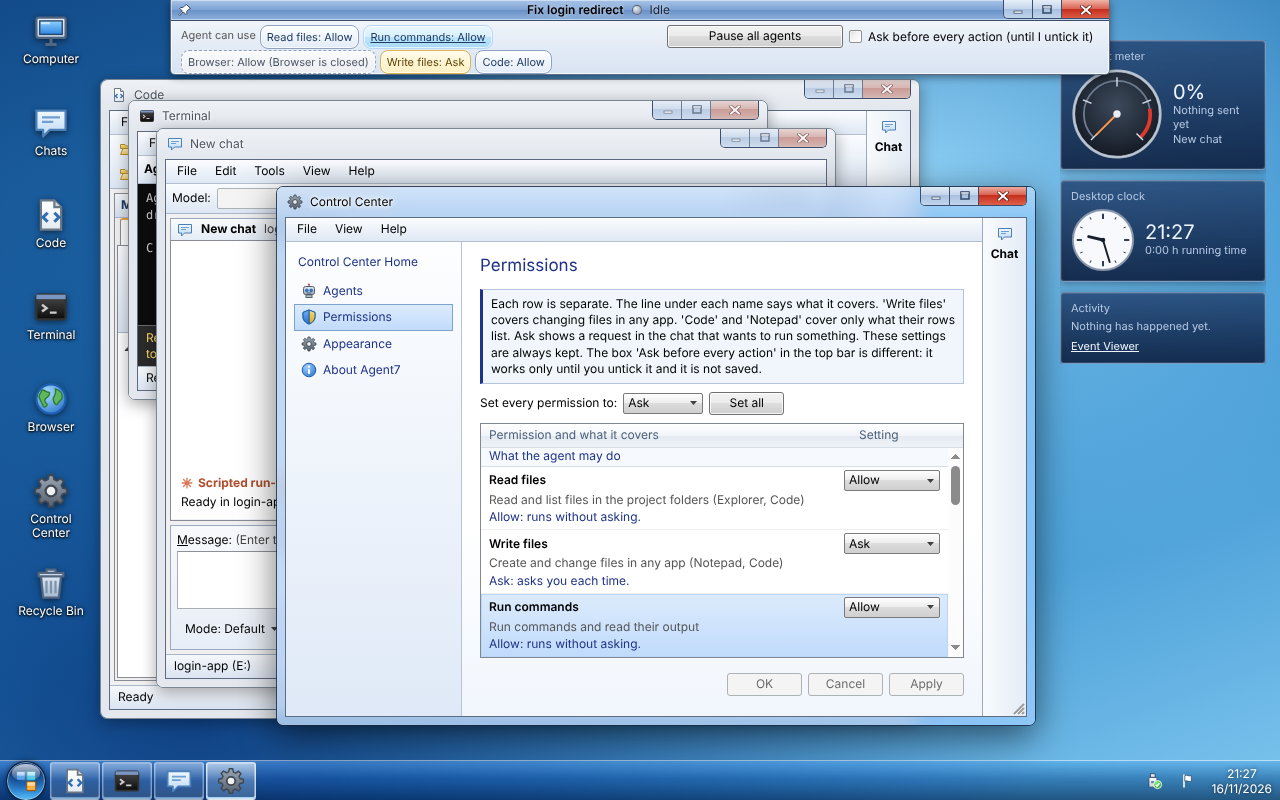 Fix login redirect Idle
Agent can use Read files: Allow Run commands: Allow
Pause all agents Ask before every action (until I untick it)
Browser: Allow (Browser is closed) Write files: Ask Code: Allow
Computer
Chats
Code
Terminal
Browser
Control
Center
Recycle Bin
meter
0%
Nothing sent
yet
New chat
Desktop clock
21:27
0:00 h running time
Activity
Nothing has happened yet.
Event Viewer
Code
Chat
Ready
Terminal
New chat
File Edit Tools View Help
Model:
New chat
Scripted run-
Ready in login-ap
Message: (Enter t
Mode: Default
login-app (E:)
Control Center
File View Help
Chat
Control Center Home
Agents
Permissions
Appearance
About Agent7
Permissions
Each row is separate. The line under each name says what it covers. 'Write files'
covers changing files in any app. 'Code' and 'Notepad' cover only what their rows
list. Ask shows a request in the chat that wants to run something. These settings
are always kept. The box 'Ask before every action' in the top bar is different: it
works only until you untick it and it is not saved.
Set every permission to: Ask Set all
Permission and what it covers Setting
What the agent may do
Read files Allow
Read and list files in the project folders (Explorer, Code)
Allow: runs without asking.
Write files Ask
Create and change files in any app (Notepad, Code)
Ask: asks you each time.
Run commands Allow
Run commands and read their output
Allow: runs without asking.
OK Cancel Apply
21:27
16/11/2026